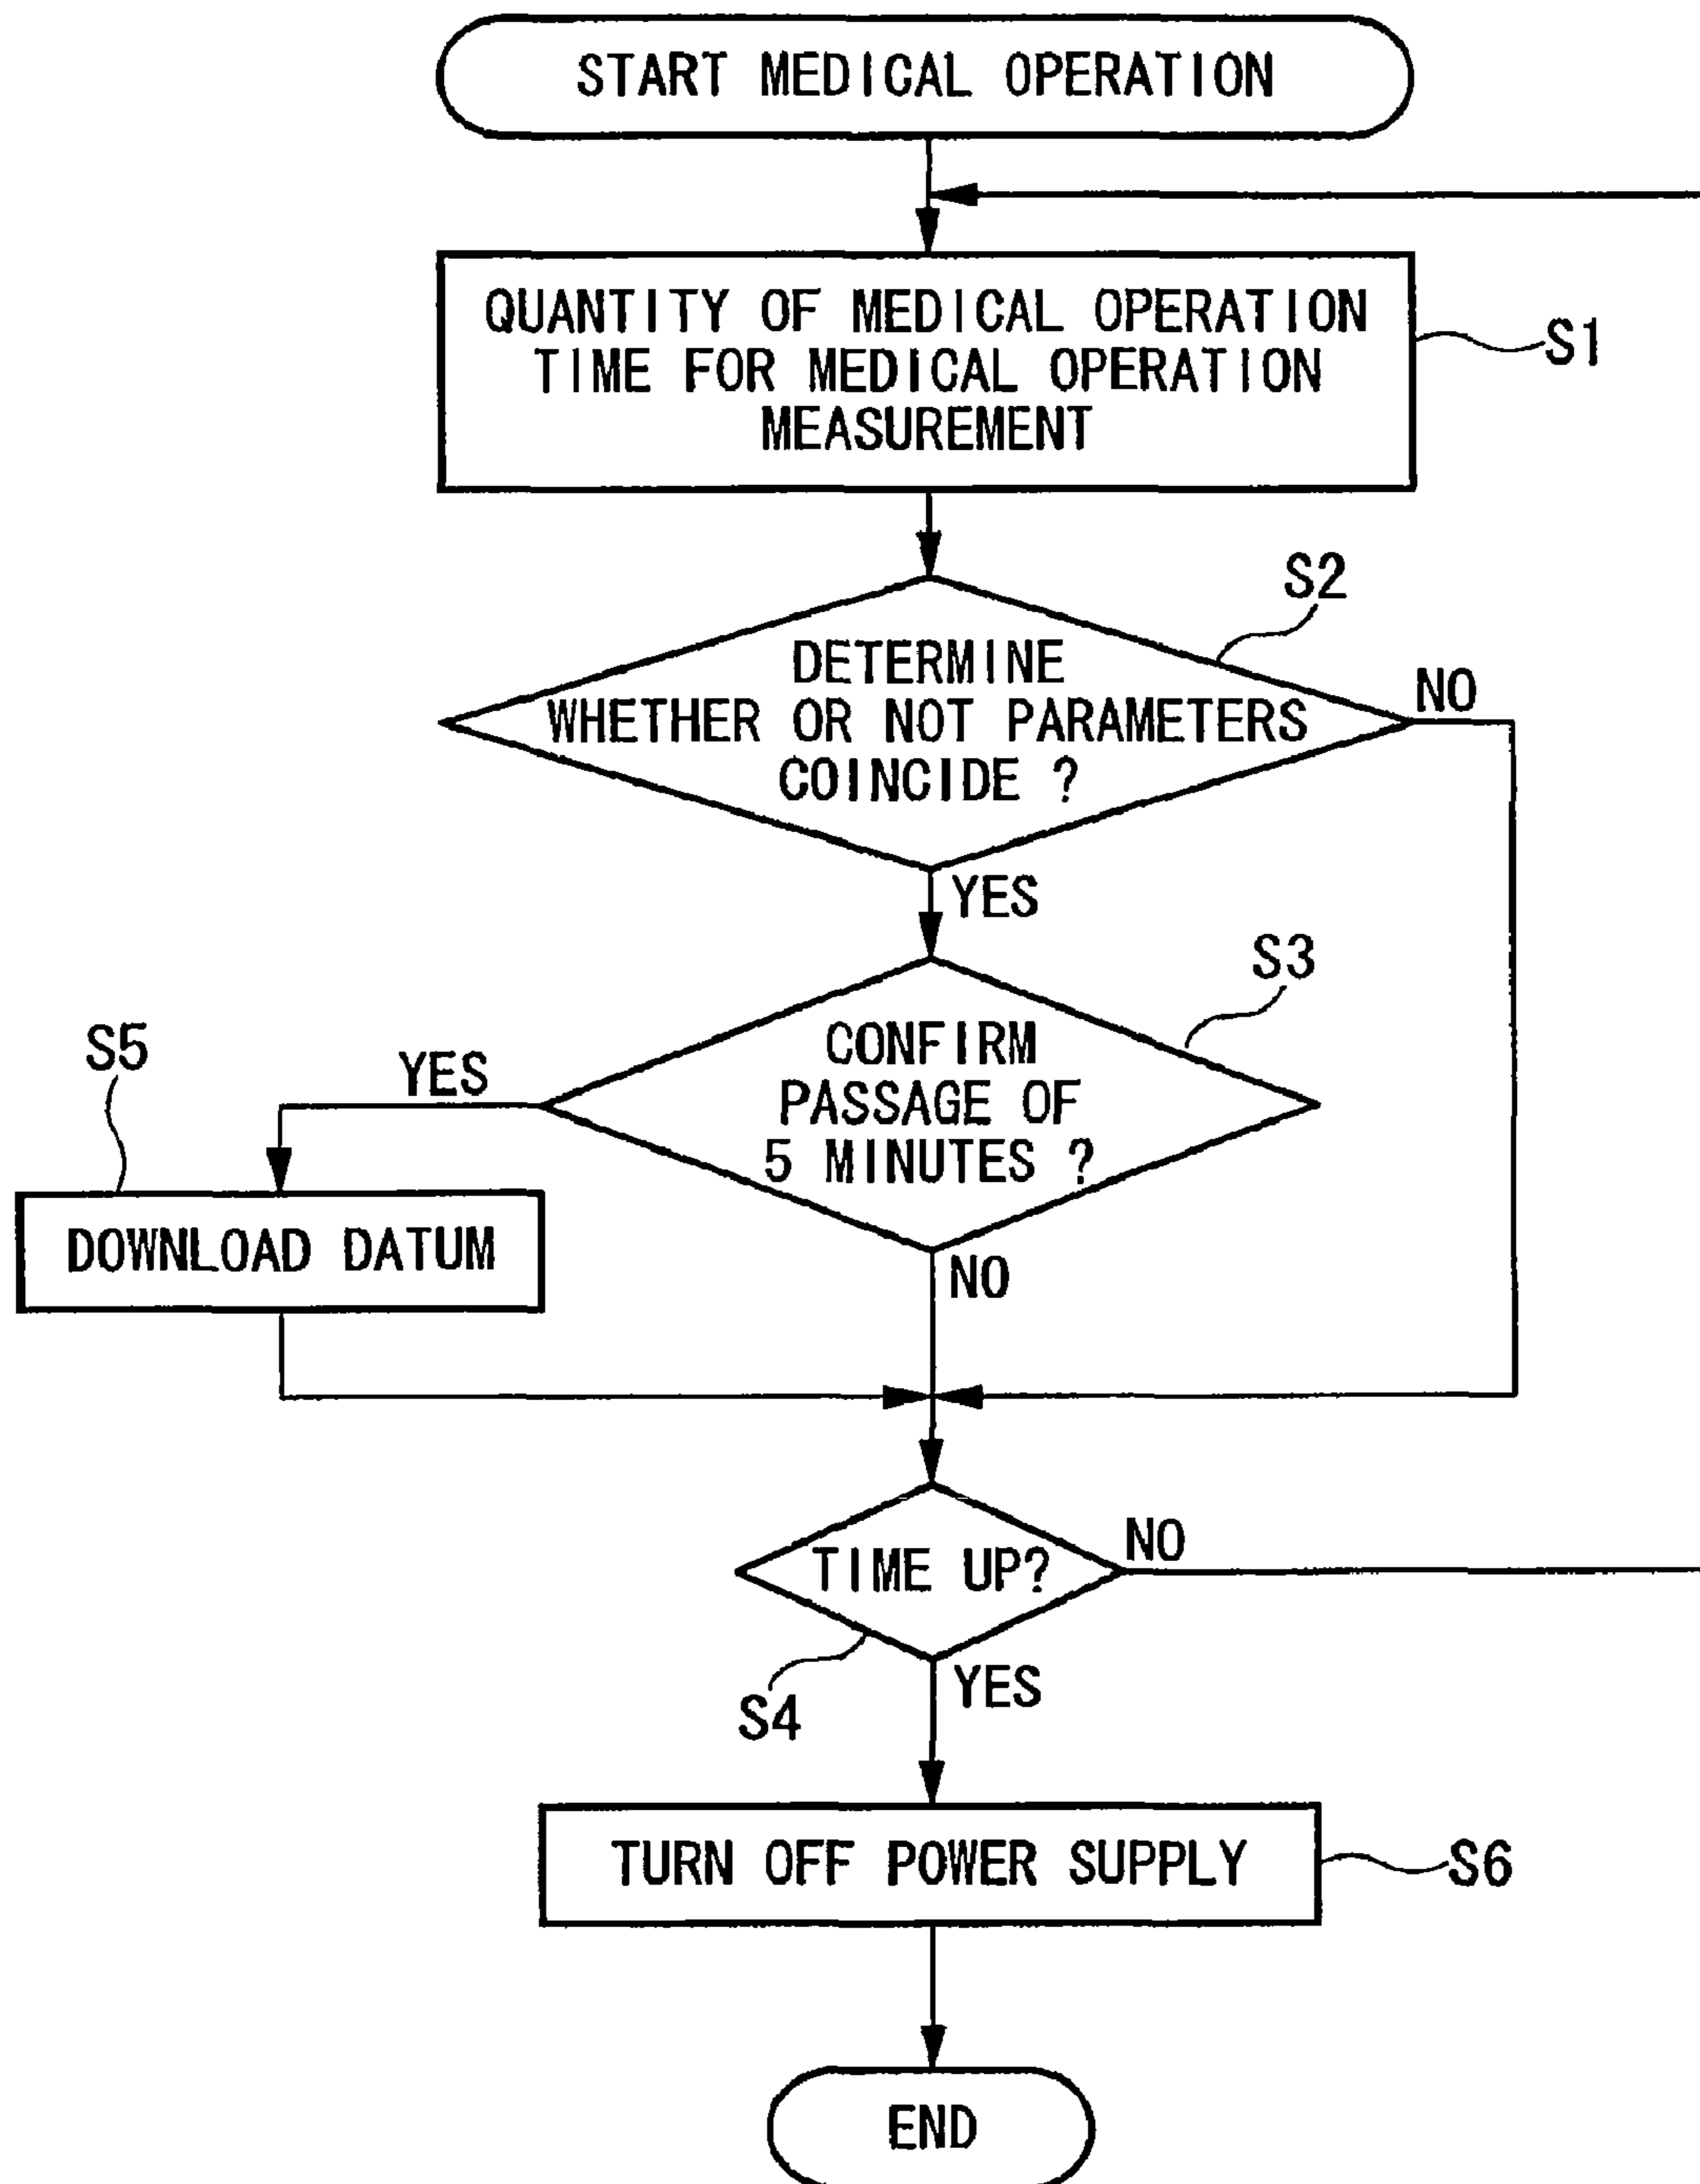 START MEDICAL OPERATION
QUANTITY OF MEDICAL OPERATION
TIME FOR MEDICAL OPERATION
MEASUREMENT
S1
S2
DETERMINE
WHETHER OR NOT PARAMETERS
COINCIDE ?
NO
YES
S3
CONFIRM
PASSAGE OF
5 MINUTES ?
YES
S5
DOWNLOAD DATUM
NO
TIME UP?
NO
S4
YES
TURN OFF POWER SUPPLY
S6
END